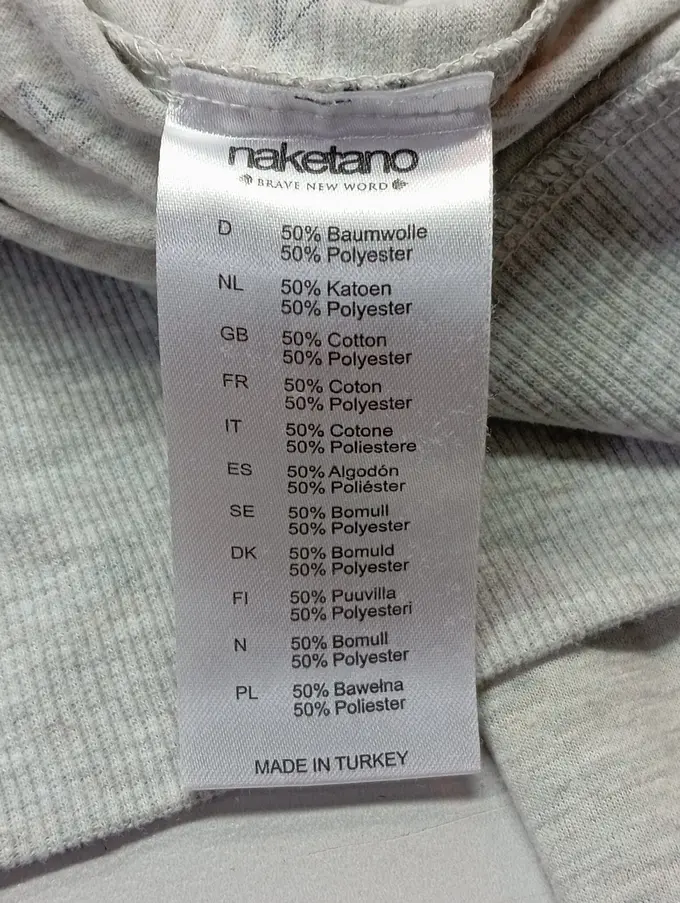 naketano
BRAVE NEW WORD
D 50% Baumwolle
50% Polyester
NL 50% Katoen
50% Polyester
GB 50% Cotton
50% Polyester
FR 50% Coton
50% Polyester
IT 50% Cotone
50% Poliestere
ES 50% Algodón
50% Poliéster
SE 50% Bomull
50% Polyester
DK 50% Bomuld
50% Polyester
FI 50% Puuvilla
50% Polyesteri
N 50% Bomull
50% Polyester
PL 50% Bawełna
50% Poliester
MADE IN TURKEY